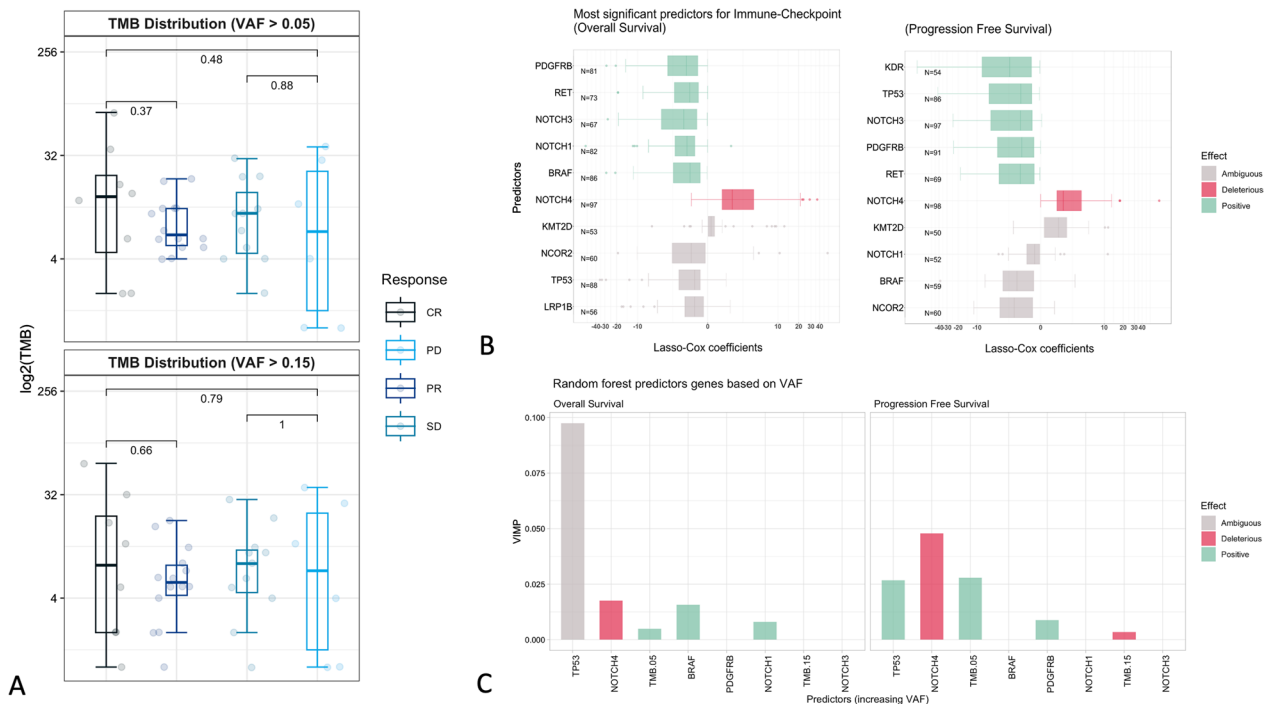 A
TMB Distribution (VAF > 0.05)
256
32
4
0.48
0.88
0.37
log2(TMB)
TMB Distribution (VAF > 0.15)
256
32
4
0.79
1
0.66
Response
CR
PD
PR
SD
B
Most significant predictors for Immune-Checkpoint
(Overall Survival)
Predictors
PDGFRB N=81
RET N=73
NOTCH3 N=67
NOTCH1 N=82
BRAF N=86
NOTCH4 N=97
KMT2D N=53
NCOR2 N=60
TP53 N=88
LRP1B N=56
-40 -30 -20 -10 0 10 20 30 40
Lasso-Cox coefficients
(Progression Free Survival)
KDR N=54
TP53 N=86
NOTCH3 N=97
PDGFRB N=91
RET N=69
NOTCH4 N=98
KMT2D N=50
NOTCH1 N=52
BRAF N=59
NCOR2 N=60
-40 -30 -20 -10 0 10 20 30 40
Lasso-Cox coefficients
Effect
Ambiguous
Deleterious
Positive
C
Random forest predictors genes based on VAF
Overall Survival
Progression Free Survival
VIMP
0.100
0.075
0.050
0.025
0.000
TP53 NOTCH4 TMB.05 BRAF PDGFRB NOTCH1 TMB.15 NOTCH3
TP53 NOTCH4 TMB.05 BRAF PDGFRB NOTCH1 TMB.15 NOTCH3
Predictors (increasing VAF)
Effect
Ambiguous
Deleterious
Positive